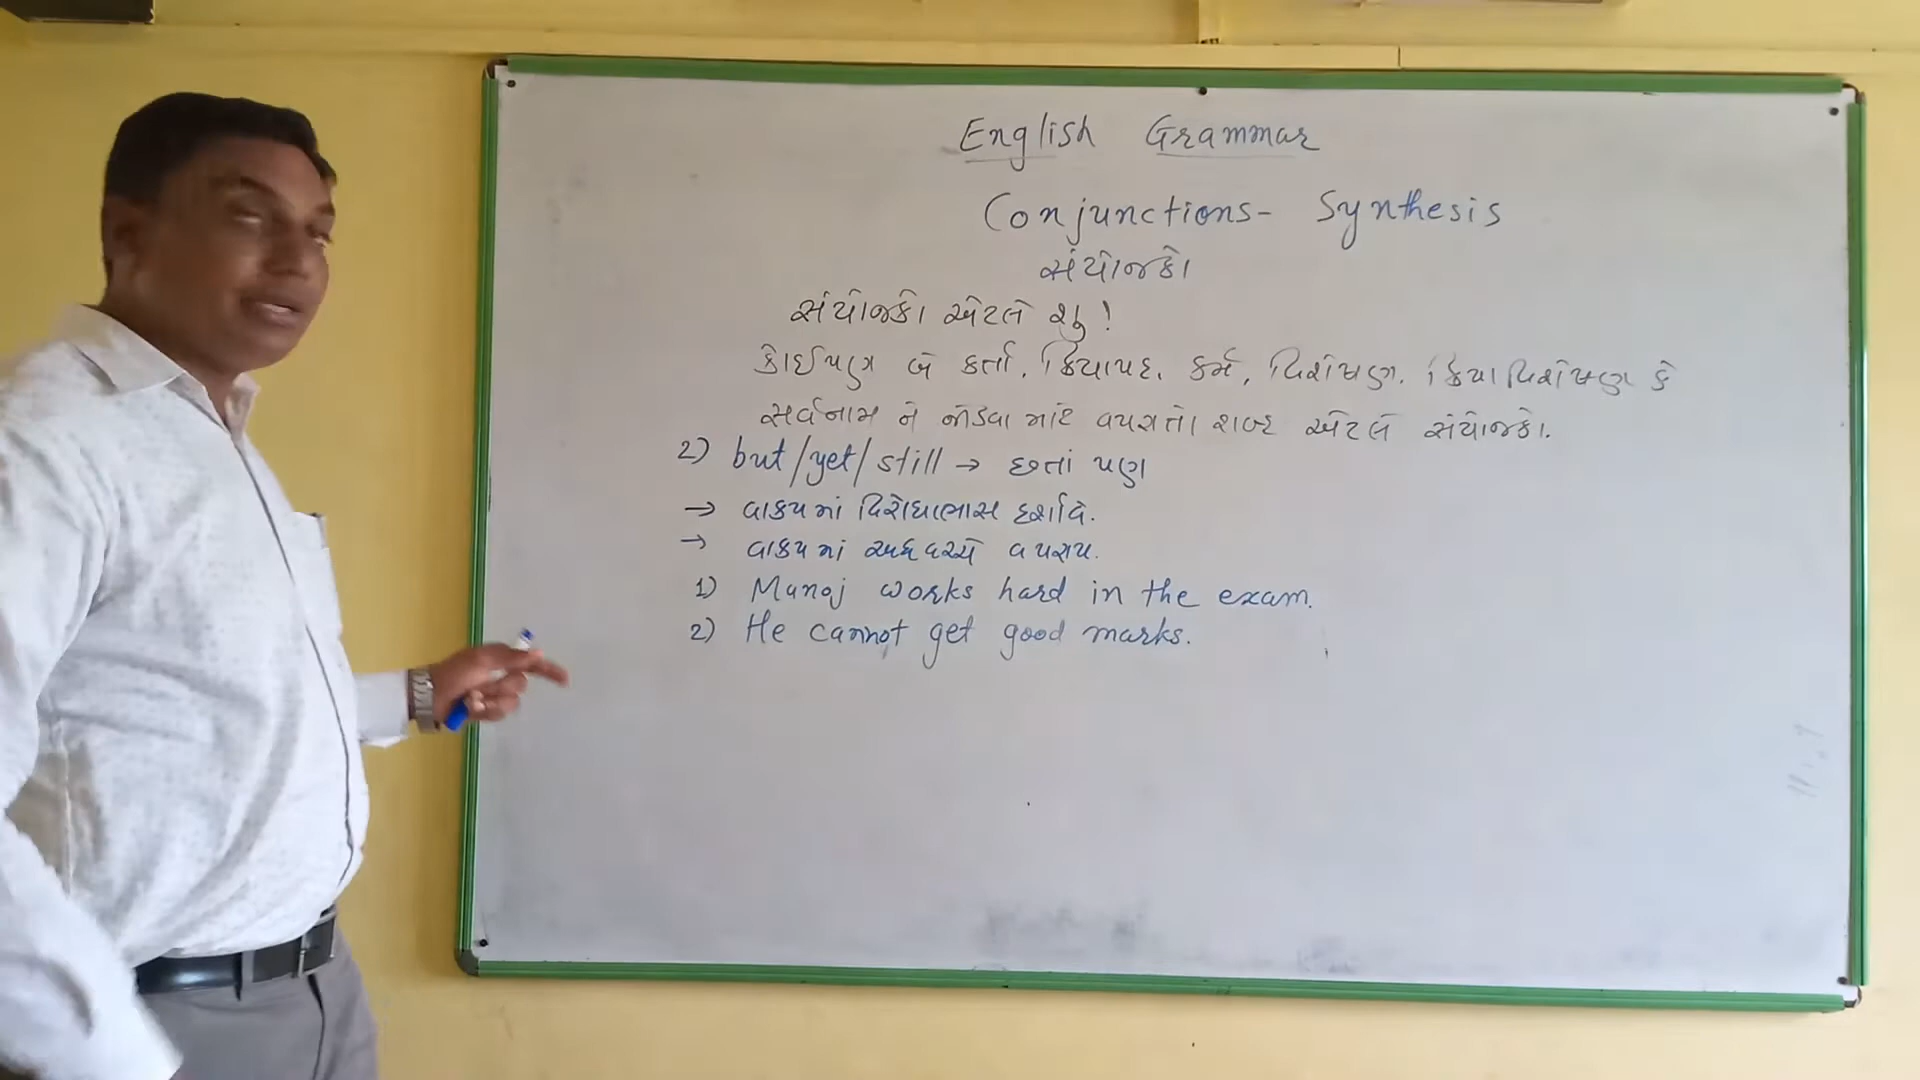 English Grammar
Conjunctions- Synthesis
સંયોજકો
સંયોજકો એટલે શું !
કોઈપણ બે કર્તા, ક્રિયાપદ, કર્મ, વિશેષણ, ક્રિયાવિશેષણ કે
સર્વનામ ને જોડવા માટે વપરાતો શબ્દ એટલે સંયોજકો.
2) but/yet/still → છતાં પણ
→ વાક્યમાં વિરોધાભાસ દર્શાવે.
→ વાક્યમાં અધવચ્ચે વપરાય.
1) Manoj works hard in the exam.
2) He cannot get good marks.